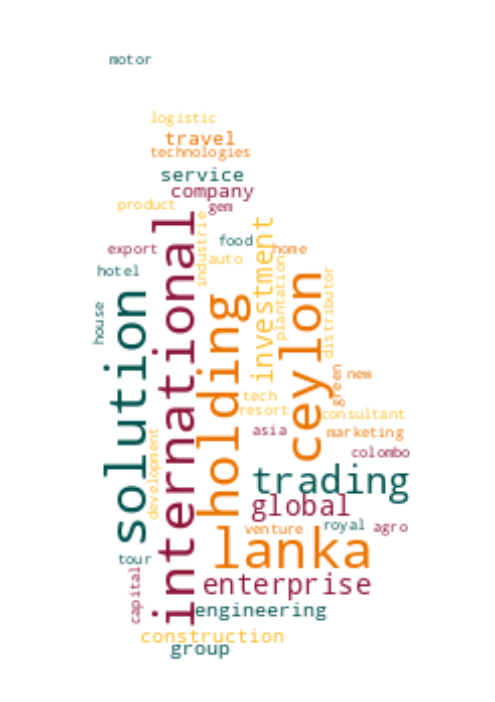 motor
logistic
travel
technologies
service
company
product
gem
industrie
investment
food
export
home
auto
plantation
hotel
international
holding
ceylon
distributor
solution
house
green
new
tech
resort
consultant
development
asia
marketing
colombo
trading
global
venture
royal
agro
lanka
tour
capital
enterprise
engineering
construction
group